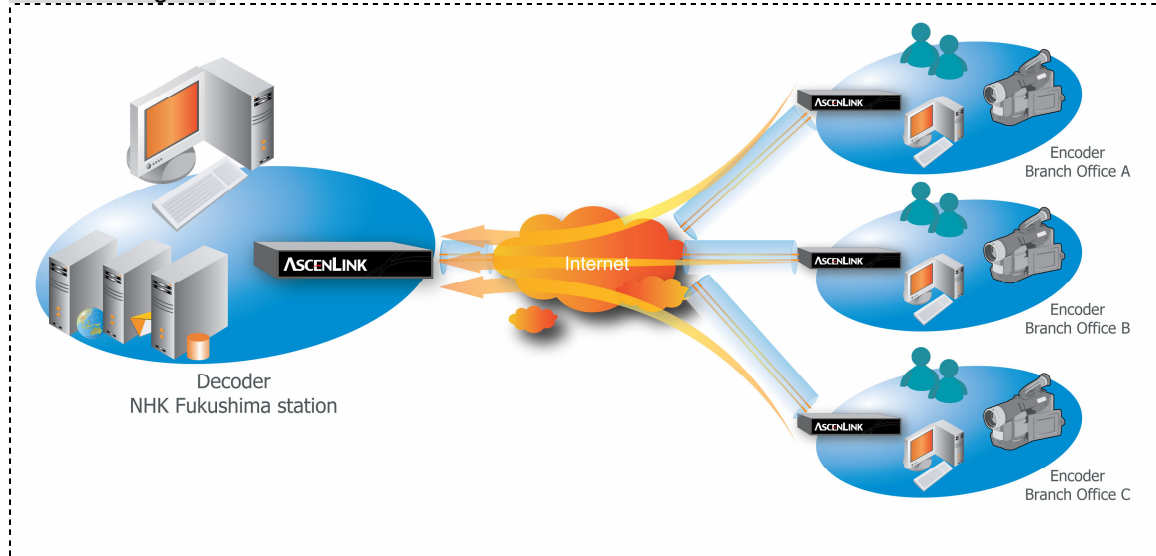 ASCENLINK
Decoder
NHK Fukushima station
Internet
ASCENLINK
Encoder
Branch Office A
ASCENLINK
Encoder
Branch Office B
ASCENLINK
Encoder
Branch Office C